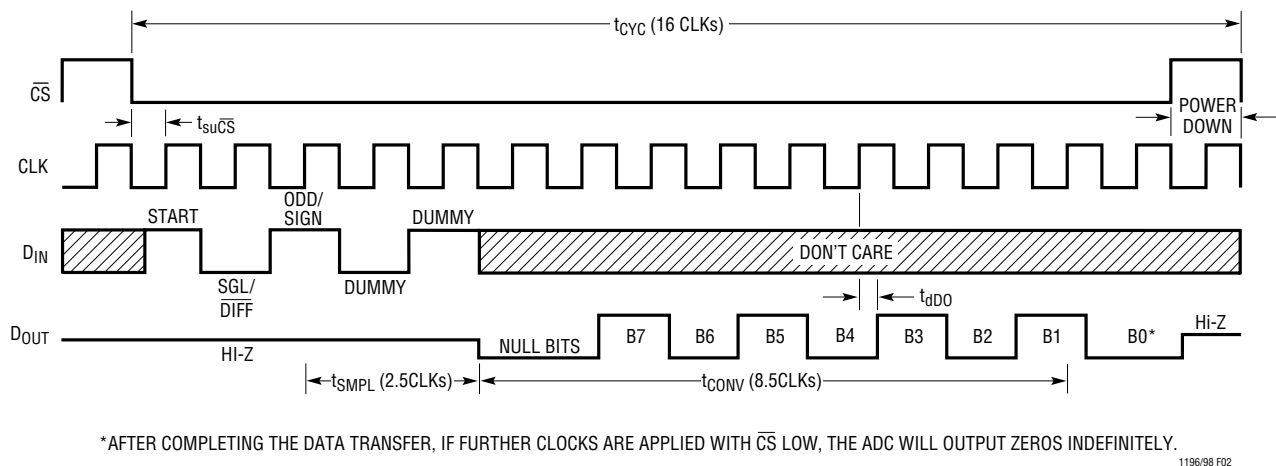 tCYC (16 CLKs)
CS
POWER
DOWN
tsuCS
CLK
START
ODD/
SIGN
DUMMY
DIN
DON'T CARE
SGL/
DIFF
DUMMY
tdDO
DOUT
HI-Z
NULL BITS
B7
B6
B5
B4
B3
B2
B1
B0*
Hi-Z
tSMPL (2.5CLKs)
tCONV (8.5CLKs)
*AFTER COMPLETING THE DATA TRANSFER, IF FURTHER CLOCKS ARE APPLIED WITH CS LOW, THE ADC WILL OUTPUT ZEROS INDEFINITELY.
1196/98 F02